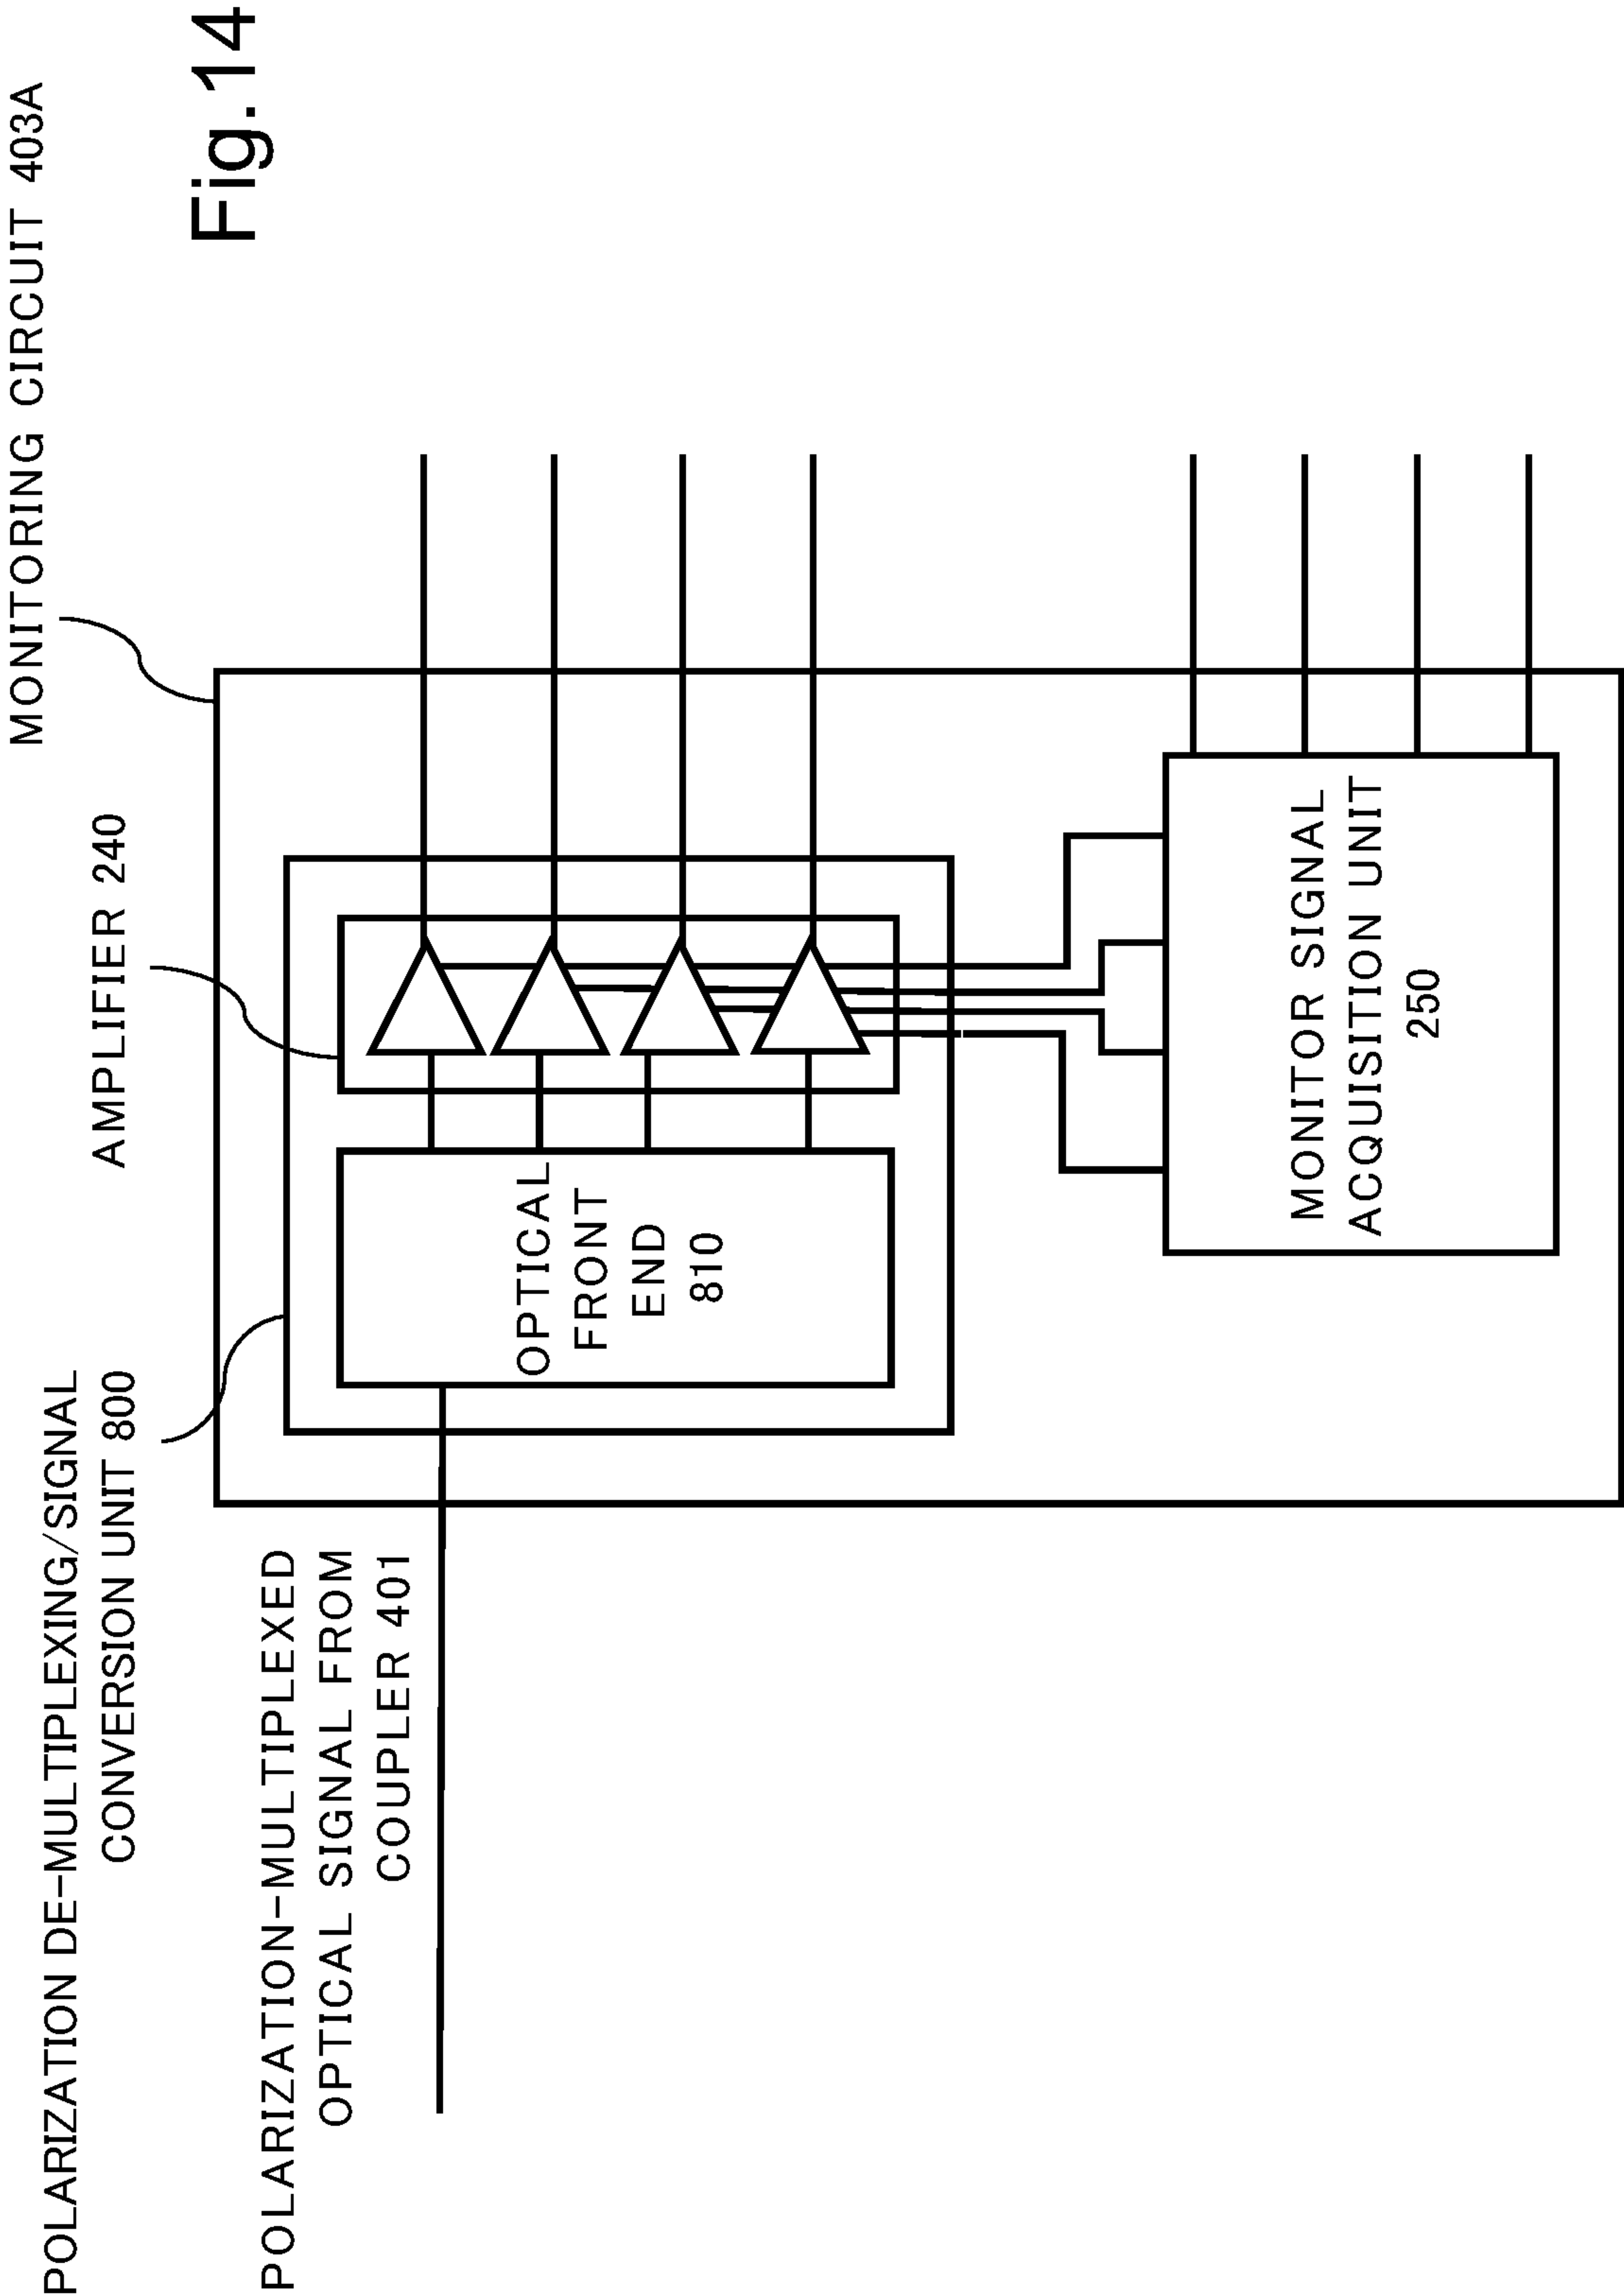 Fig.14
MONITORING CIRCUIT 403A
AMPLIFIER 240
POLARIZATION DE-MULTIPLEXING/SIGNAL
CONVERSION UNIT 800
POLARIZATION-MULTIPLEXED
OPTICAL SIGNAL FROM
COUPLER 401
OPTICAL
FRONT
END
810
MONITOR SIGNAL
ACQUISITION UNIT
250